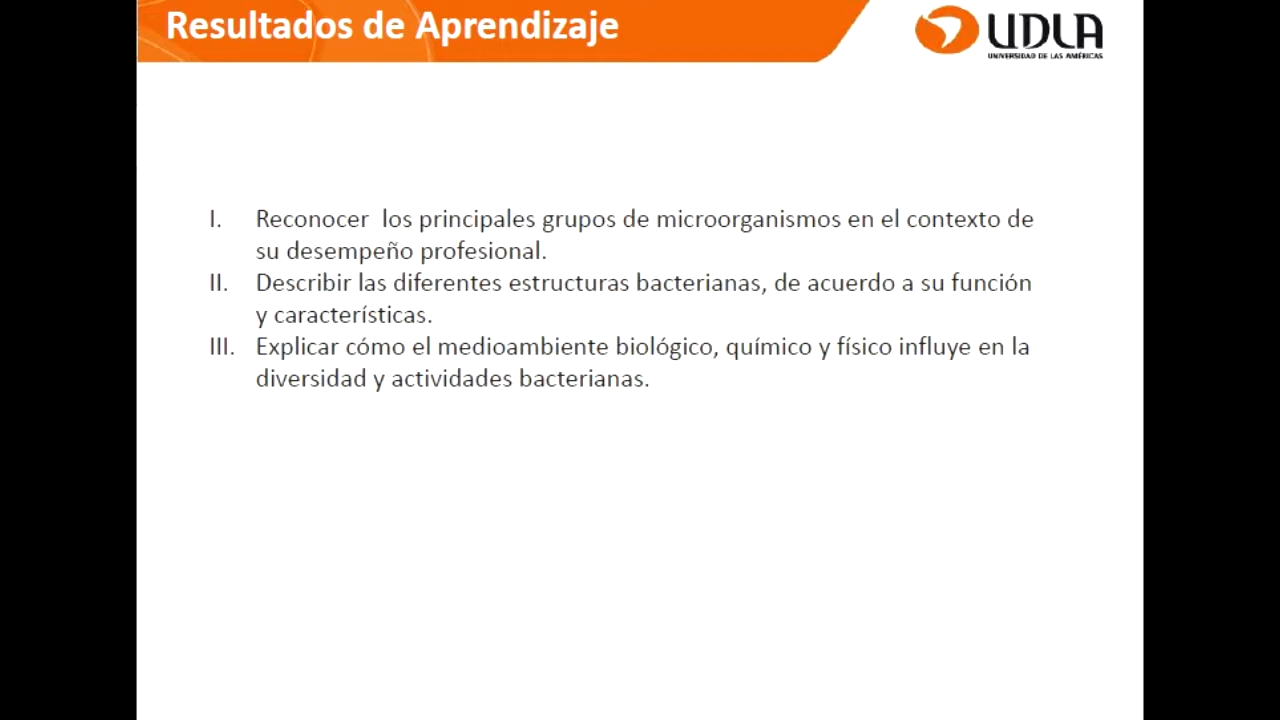 Resultados de Aprendizaje
UDLA
UNIVERSIDAD DE LAS AMÉRICAS
I. Reconocer los principales grupos de microorganismos en el contexto de
su desempeño profesional.
II. Describir las diferentes estructuras bacterianas, de acuerdo a su función
y características.
III. Explicar cómo el medioambiente biológico, químico y físico influye en la
diversidad y actividades bacterianas.